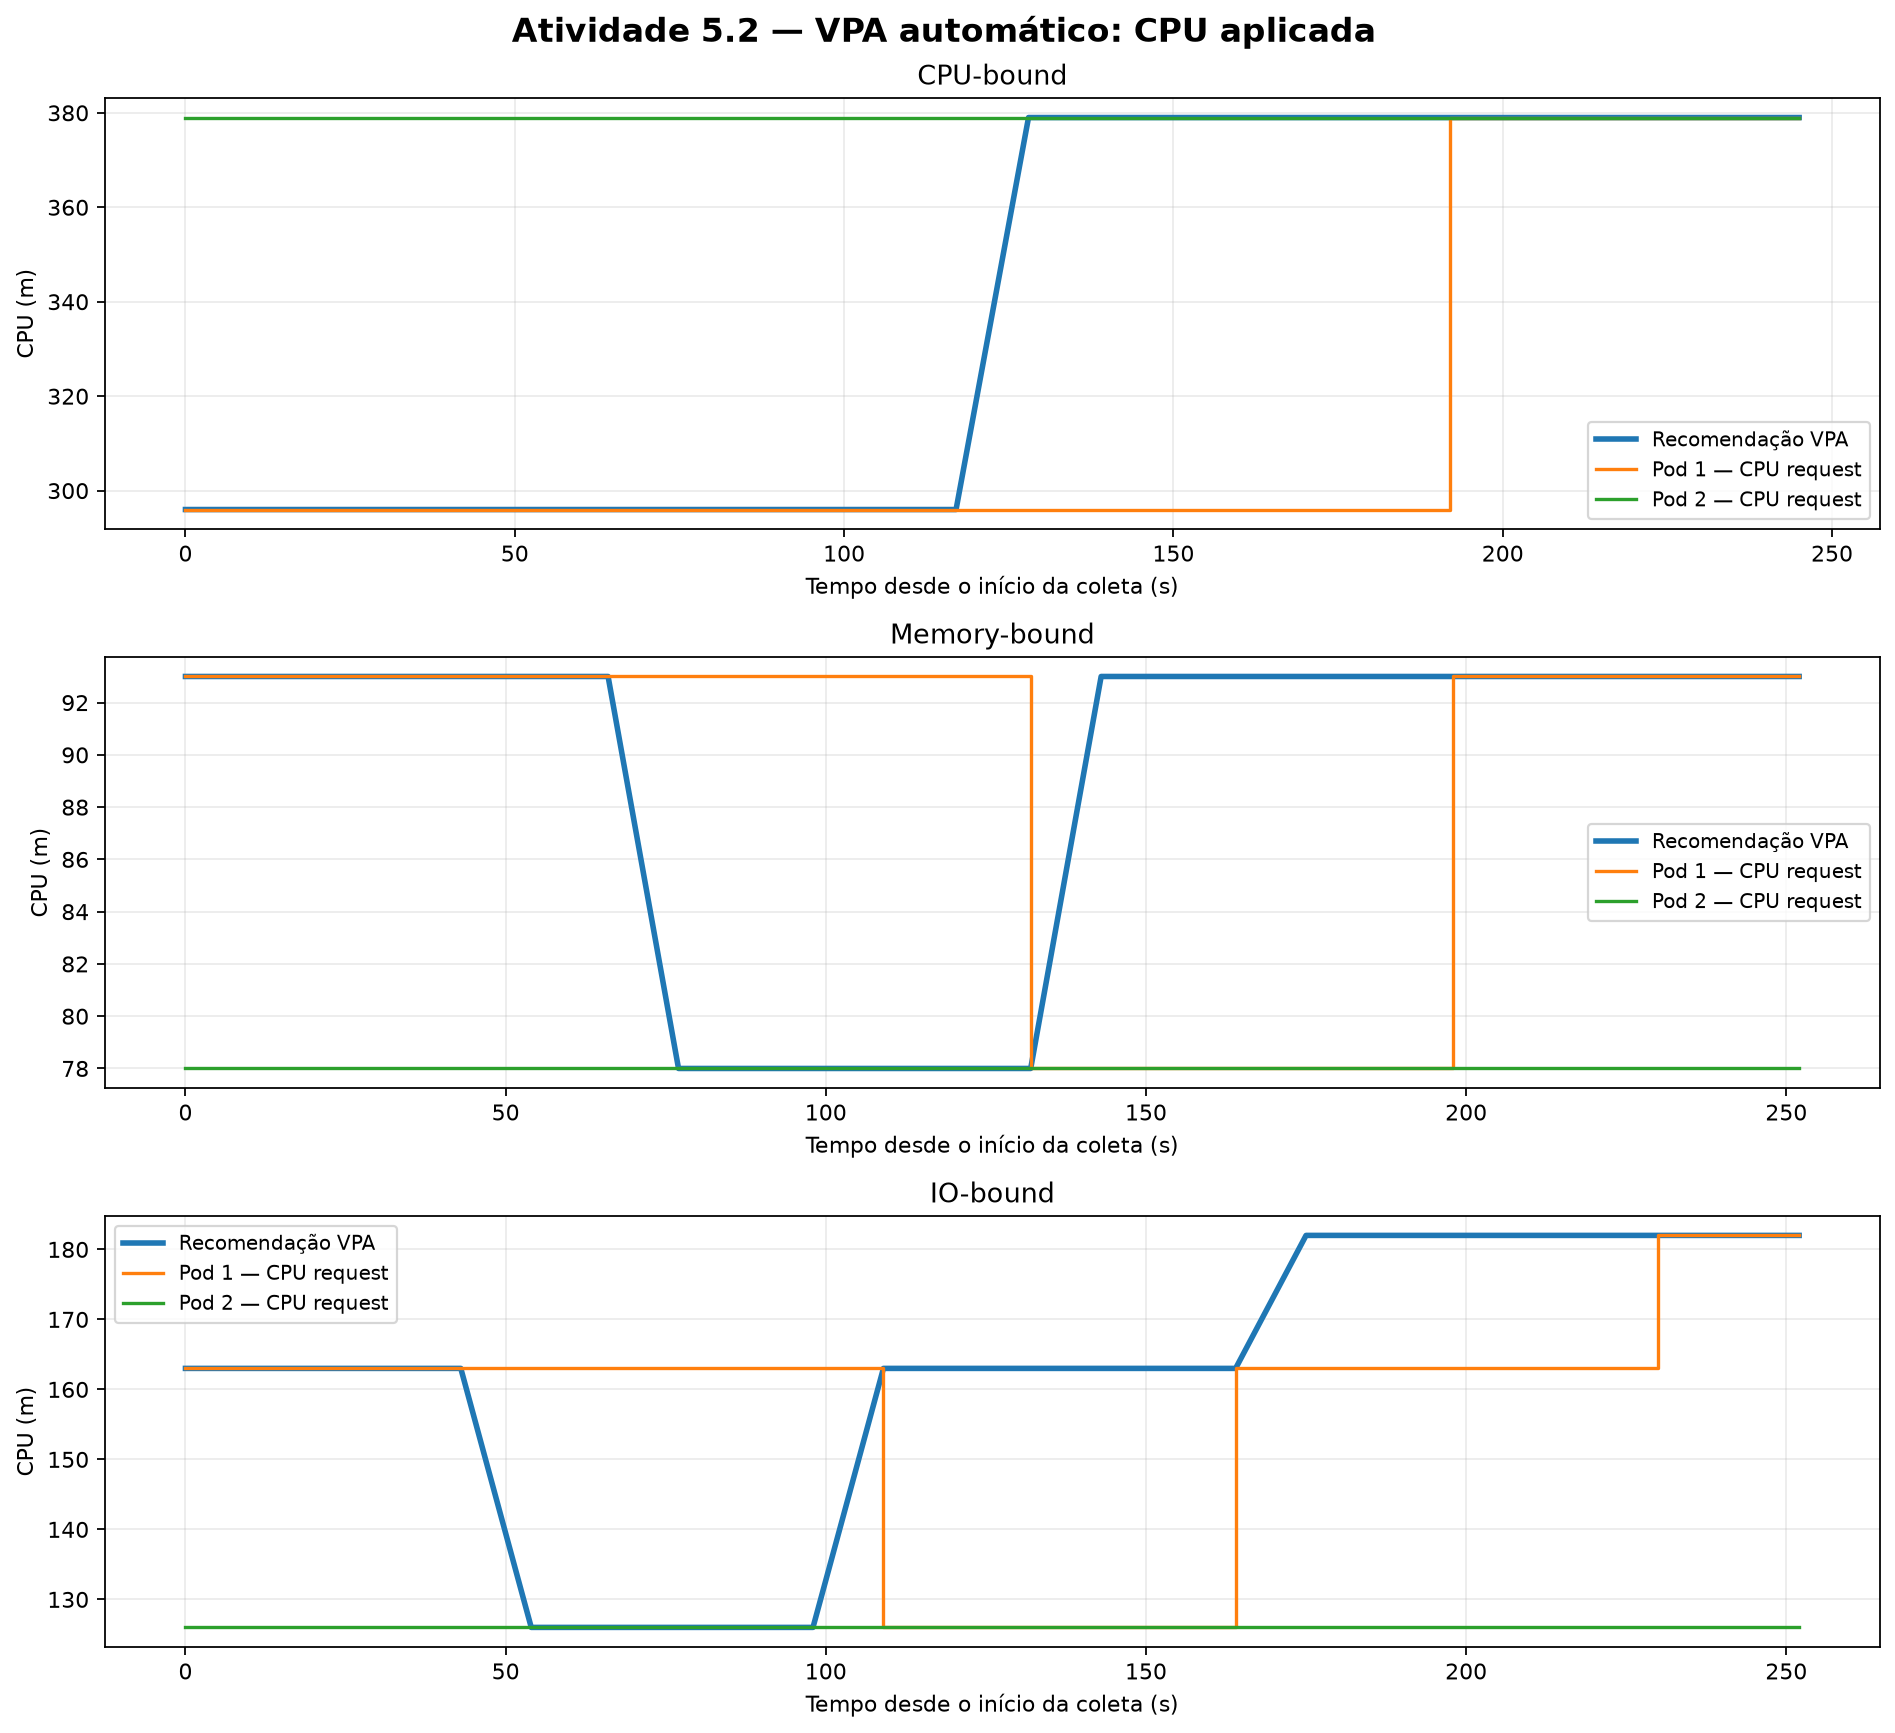 Atividade 5.2 — VPA automático: CPU aplicada
CPU-bound
CPU (m)
380
360
340
320
300
Recomendação VPA
Pod 1 — CPU request
Pod 2 — CPU request
0 50 100 150 200 250
Tempo desde o início da coleta (s)
Memory-bound
CPU (m)
92
90
88
86
84
82
80
78
Recomendação VPA
Pod 1 — CPU request
Pod 2 — CPU request
0 50 100 150 200 250
Tempo desde o início da coleta (s)
IO-bound
CPU (m)
180
170
160
150
140
130
Recomendação VPA
Pod 1 — CPU request
Pod 2 — CPU request
0 50 100 150 200 250
Tempo desde o início da coleta (s)